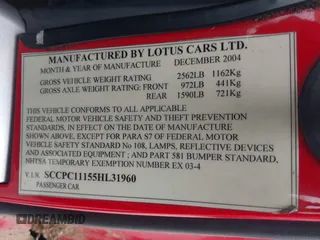 MANUFACTURED BY LOTUS CARS LTD.
MONTH & YEAR OF MANUFACTURE DECEMBER 2004
GROSS VEHICLE WEIGHT RATING 2562LB 1162Kg
GROSS AXLE WEIGHT RATING: FRONT 972LB 441Kg
REAR 1590LB 721Kg
THIS VEHICLE CONFORMS TO ALL APPLICABLE
FEDERAL MOTOR VEHICLE SAFETY AND THEFT PREVENTION
STANDARDS, IN EFFECT ON THE DATE OF MANUFACTURE
SHOWN ABOVE EXCEPT FOR PARA S7 OF FEDERAL MOTOR
VEHICLE SAFETY STANDARD No 108, LAMPS, REFLECTIVE DEVICES
AND ASSOCIATED EQUIPMENT; AND PART 581 BUMPER STANDARD,
NHTSA TEMPORARY EXEMPTION NUMBER EX 03-4
V.I.N. SCCPC11155HL31960
PASSENGER CAR
DREAMBID